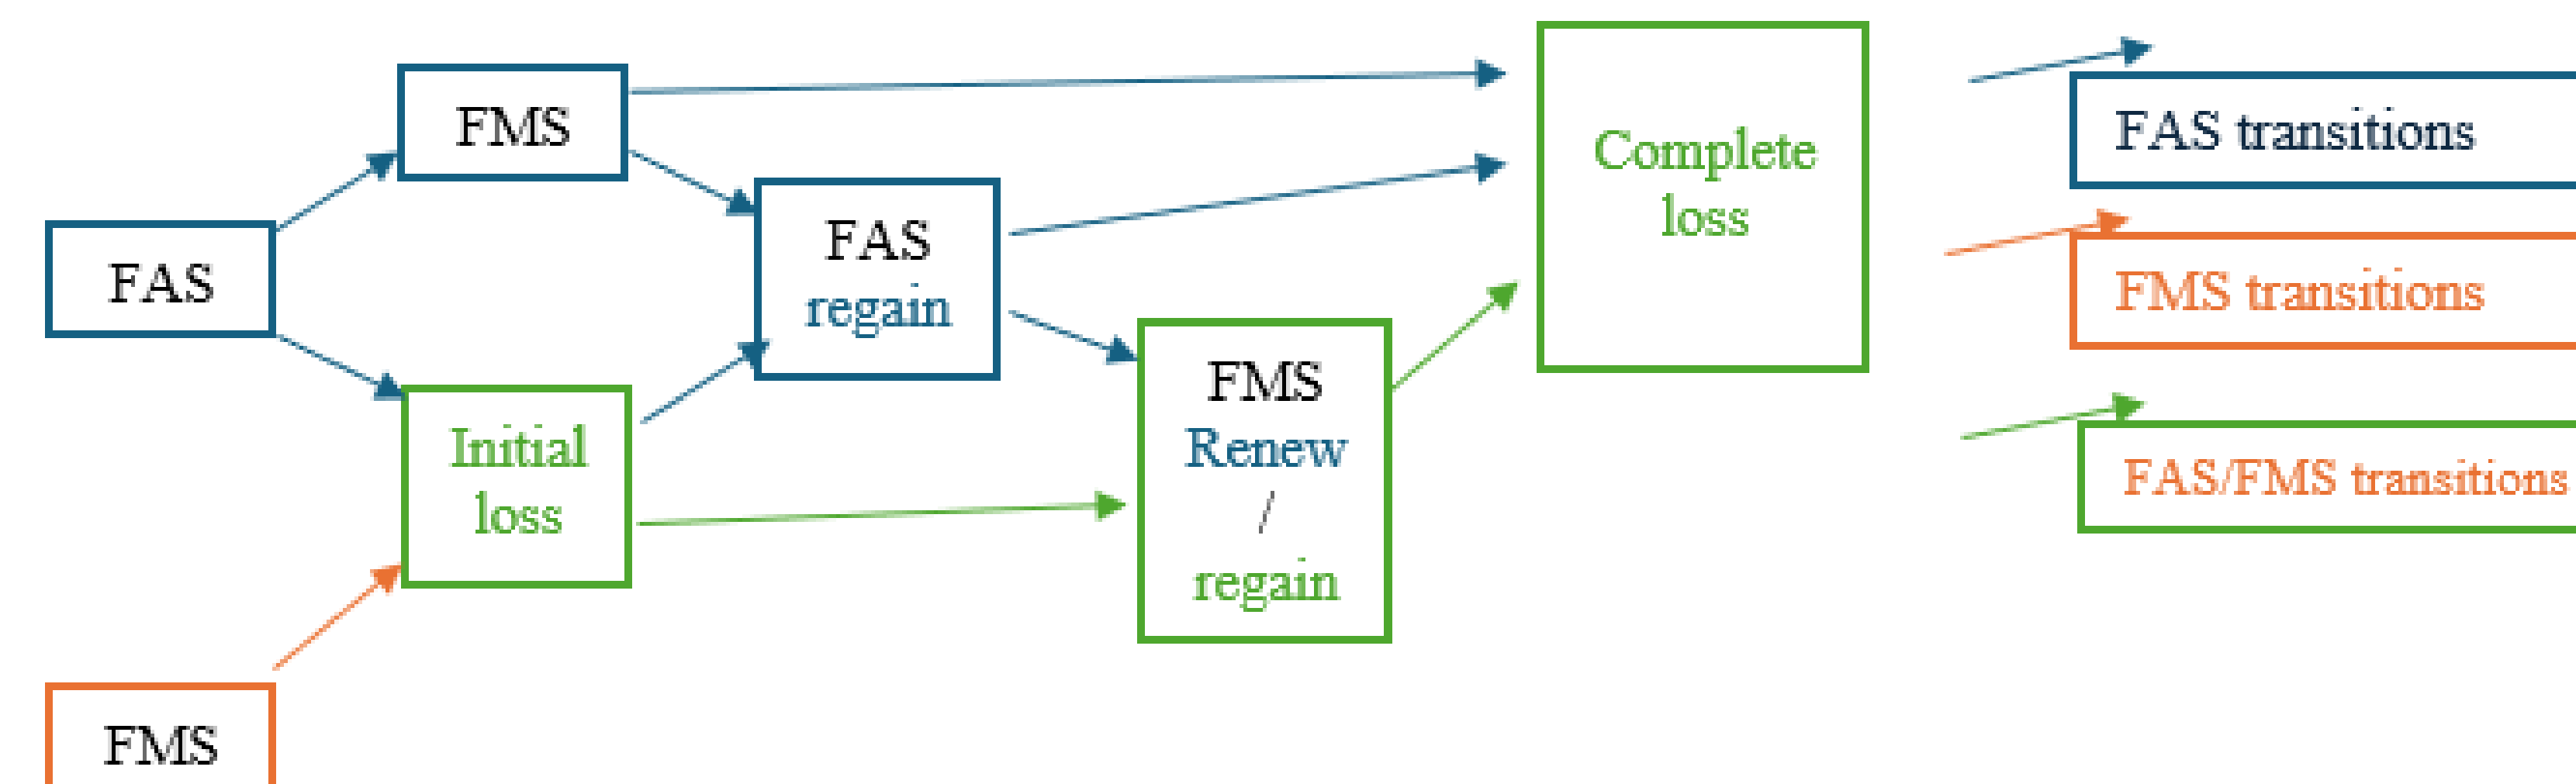 FMS
FAS
FAS
regain
Initial
loss
FMS
FMS
Renew
/
regain
Complete
loss
FAS transitions
FMS transitions
FAS/FMS transitions